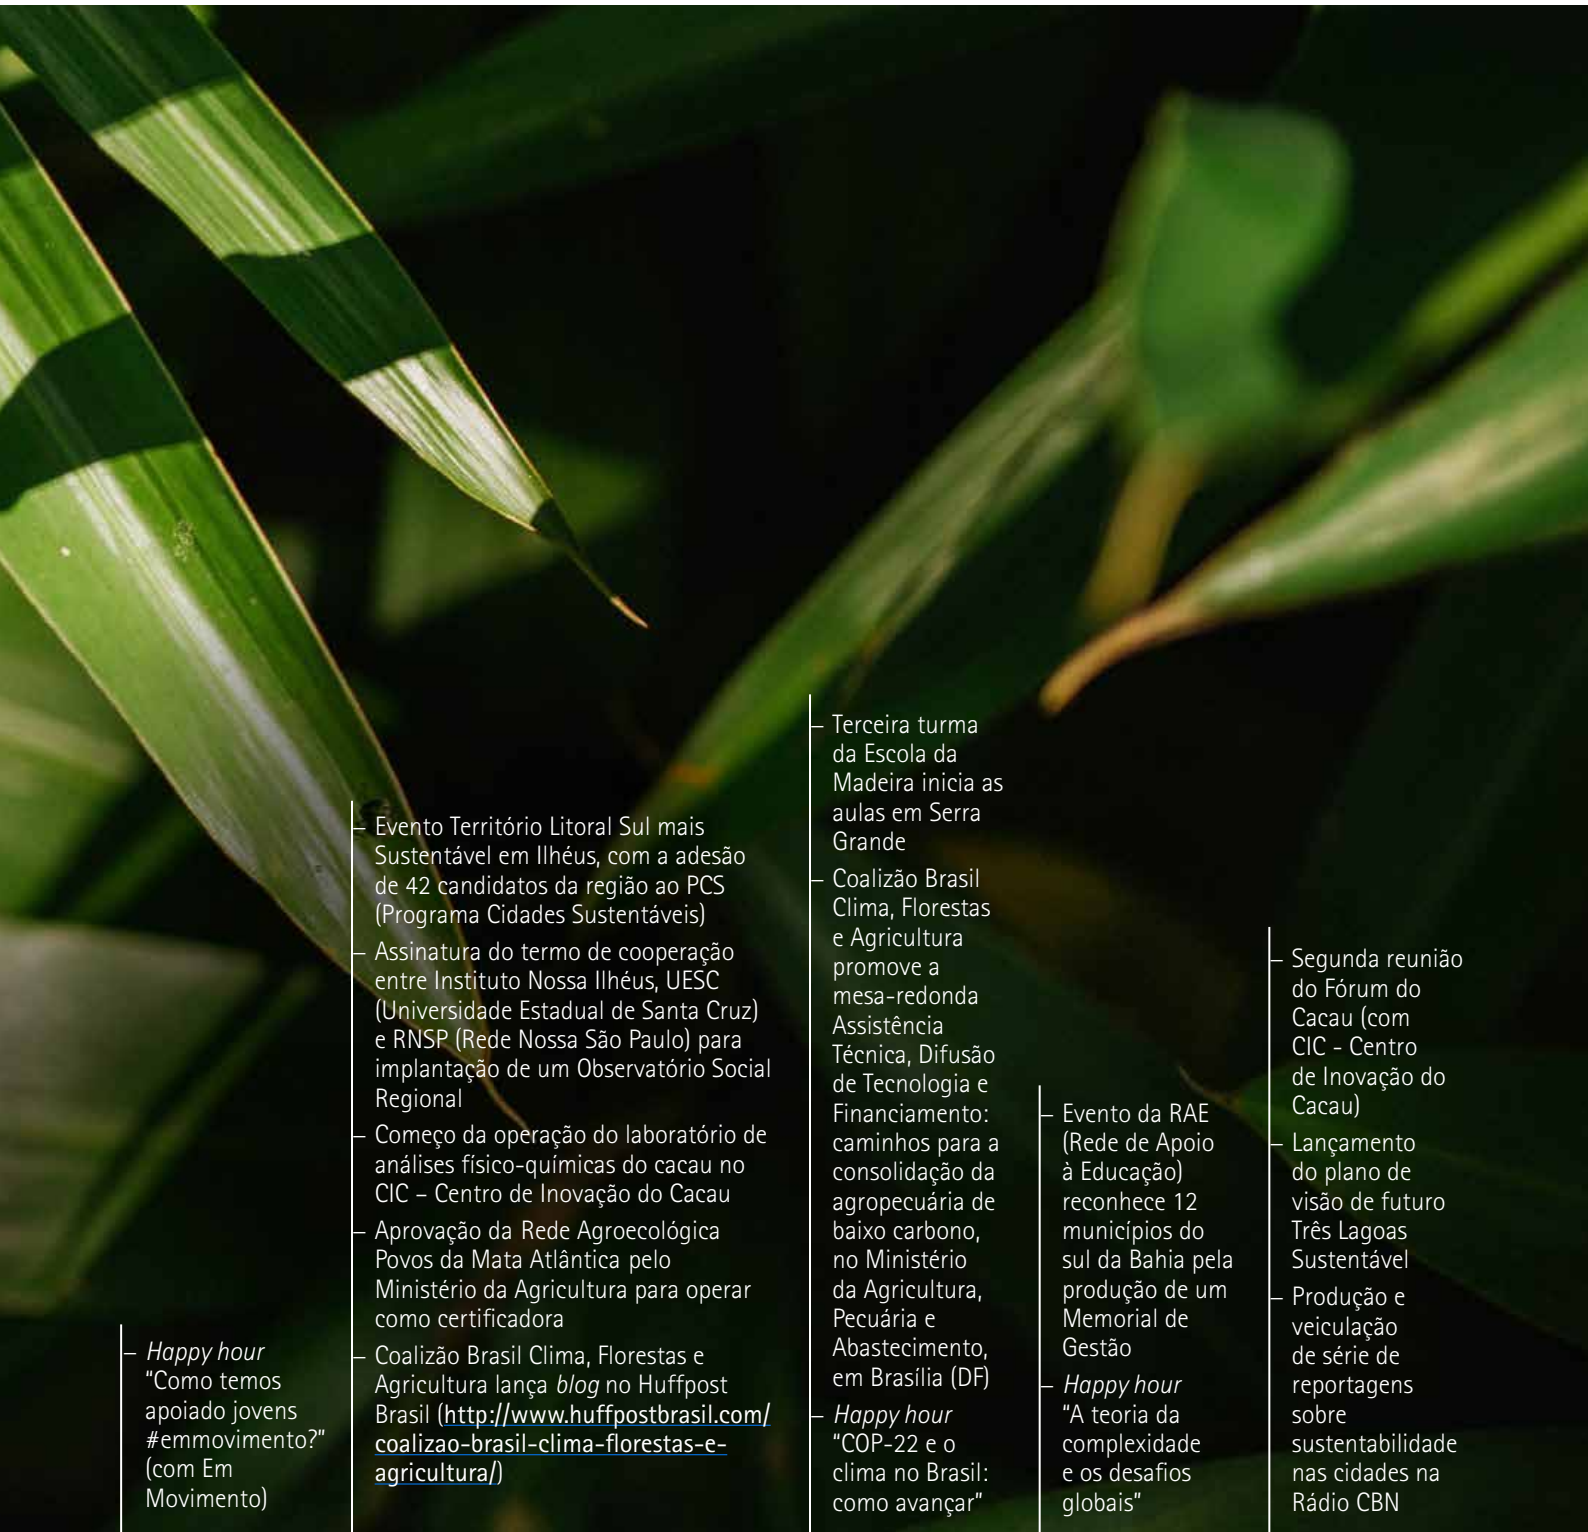 – Happy hour
"Como temos
apoiado jovens
#emmovimento?"
(com Em
Movimento)
– Evento Território Litoral Sul mais
Sustentável em Ilhéus, com a adesão
de 42 candidatos da região ao PCS
(Programa Cidades Sustentáveis)
– Assinatura do termo de cooperação
entre Instituto Nossa Ilhéus, UESC
(Universidade Estadual de Santa Cruz)
e RNSP (Rede Nossa São Paulo) para
implantação de um Observatório Social
Regional
– Começo da operação do laboratório de
análises físico-químicas do cacau no
CIC – Centro de Inovação do Cacau
– Aprovação da Rede Agroecológica
Povos da Mata Atlântica pelo
Ministério da Agricultura para operar
como certificadora
– Coalizão Brasil Clima, Florestas e
Agricultura lança blog no Huffpost
Brasil (http://www.huffpostbrasil.com/
coalizao-brasil-clima-florestas-e-
agricultura/)
– Terceira turma
da Escola da
Madeira inicia as
aulas em Serra
Grande
– Coalizão Brasil
Clima, Florestas
e Agricultura
promove a
mesa-redonda
Assistência
Técnica, Difusão
de Tecnologia e
Financiamento:
caminhos para a
consolidação da
agropecuária de
baixo carbono,
no Ministério
da Agricultura,
Pecuária e
Abastecimento,
em Brasília (DF)
– Happy hour
"COP-22 e o
clima no Brasil:
como avançar"
– Evento da RAE
(Rede de Apoio
à Educação)
reconhece 12
municípios do
sul da Bahia pela
produção de um
Memorial de
Gestão
– Happy hour
"A teoria da
complexidade
e os desafios
globais"
– Segunda reunião
do Fórum do
Cacau (com
CIC - Centro
de Inovação do
Cacau)
– Lançamento
do plano de
visão de futuro
Três Lagoas
Sustentável
– Produção e
veiculação
de série de
reportagens
sobre
sustentabilidade
nas cidades na
Rádio CBN